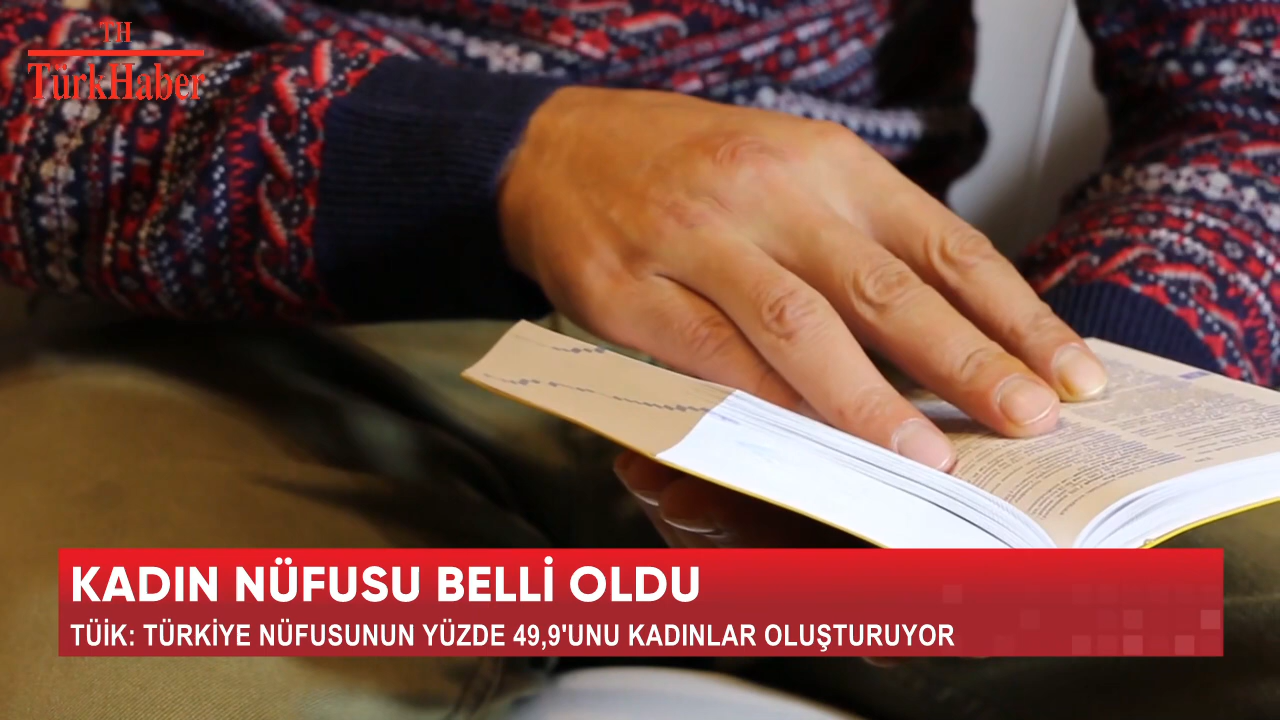 TH
TürkHaber
KADIN NÜFUSU BELLİ OLDU
TÜİK: TÜRKİYE NÜFUSUNUN YÜZDE 49,9'UNU KADINLAR OLUŞTURUYOR